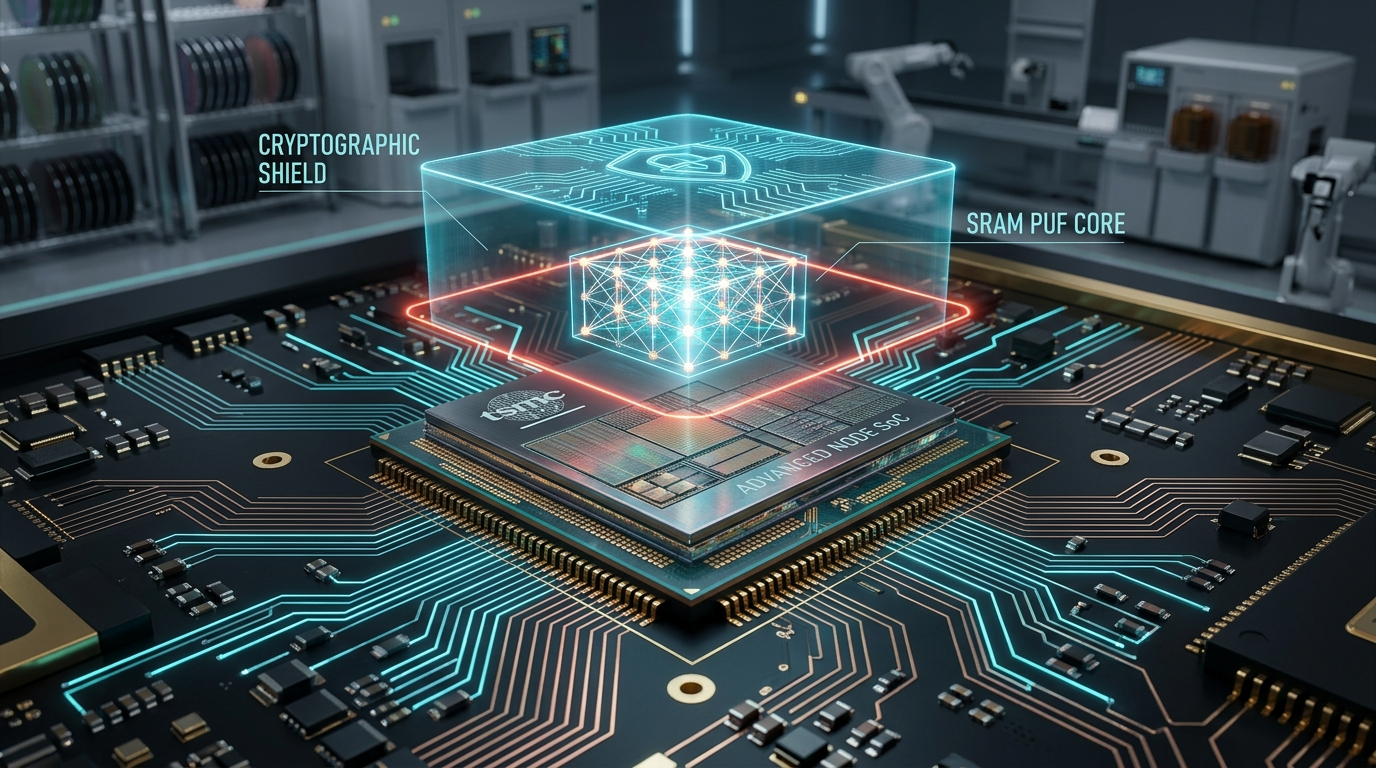 CRYPTOGRAPHIC
SHIELD
SRAM PUF CORE
tsmc
ADVANCED NODE SoC